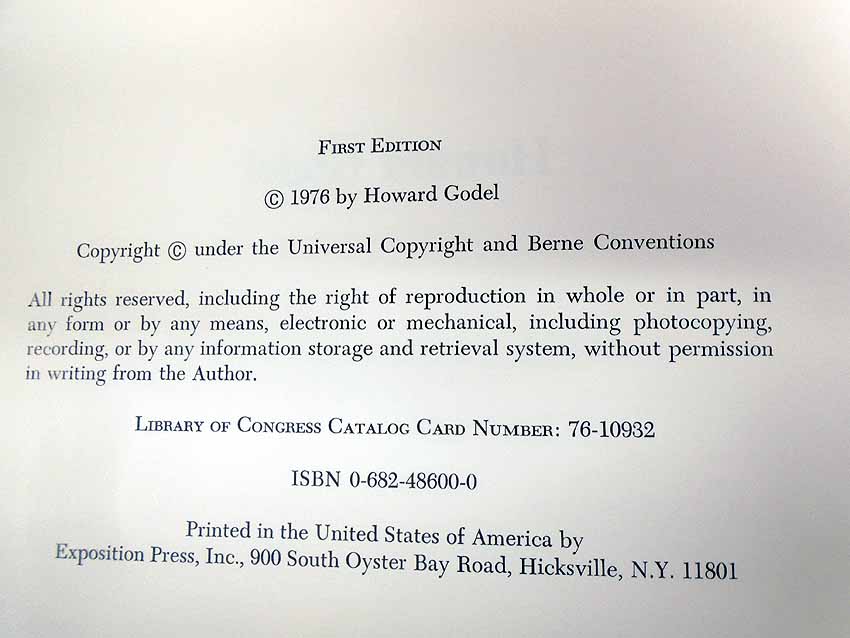 First Edition
© 1976 by Howard Godel
Copyright © under the Universal Copyright and Berne Conventions
All rights reserved, including the right of reproduction in whole or in part, in
any form or by any means, electronic or mechanical, including photocopying,
recording, or by any information storage and retrieval system, without permission
in writing from the Author.
Library of Congress Catalog Card Number: 76-10932
ISBN 0-682-48600-0
Printed in the United States of America by
Exposition Press, Inc., 900 South Oyster Bay Road, Hicksville, N.Y. 11801